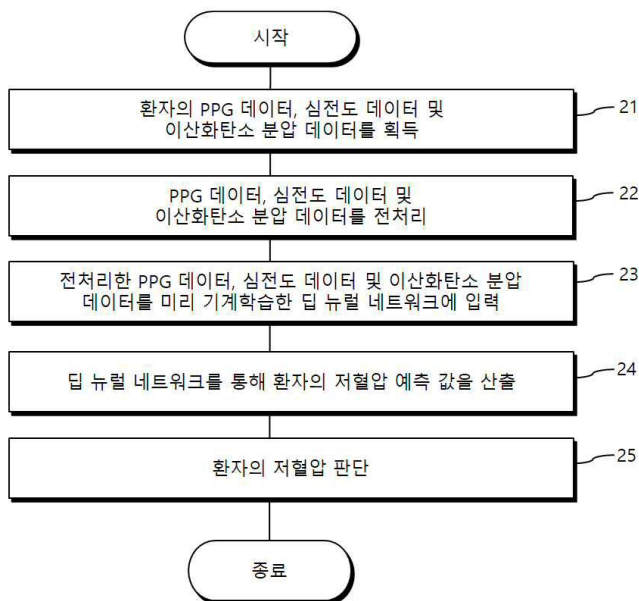 시작
환자의 PPG 데이터, 심전도 데이터 및
이산화탄소 분압 데이터를 획득
21
PPG 데이터, 심전도 데이터 및
이산화탄소 분압 데이터를 전처리
22
전처리한 PPG 데이터, 심전도 데이터 및 이산화탄소 분압
데이터를 미리 기계학습한 딥 뉴럴 네트워크에 입력
23
딥 뉴럴 네트워크를 통해 환자의 저혈압 예측 값을 산출
24
환자의 저혈압 판단
25
종료